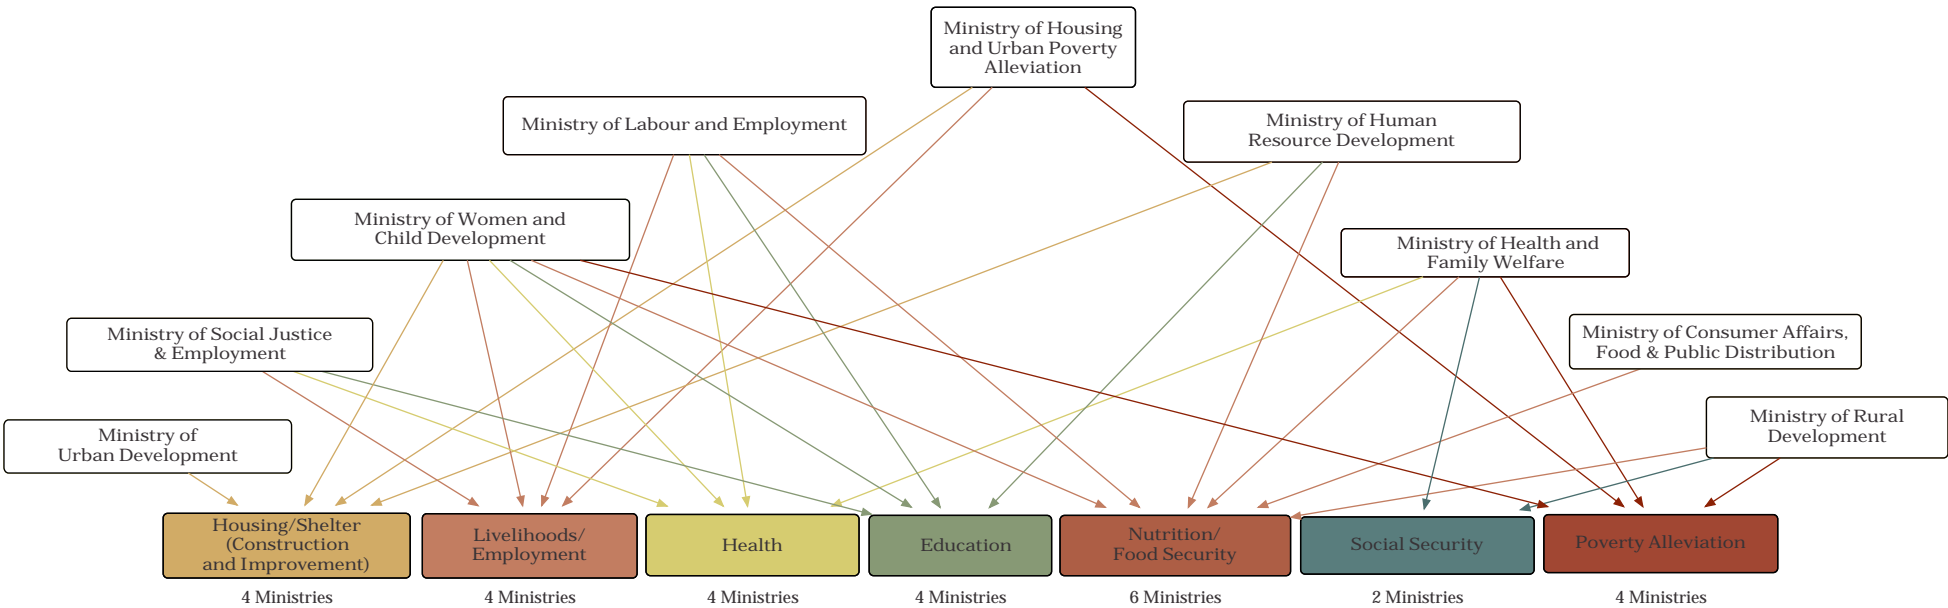 Ministry of Housing
and Urban Poverty
Alleviation
Ministry of Labour and Employment
Ministry of Human
Resource Development
Ministry of Women and
Child Development
Ministry of Health and
Family Welfare
Ministry of Social Justice
& Employment
Ministry of Consumer Affairs,
Food & Public Distribution
Ministry of
Urban Development
Ministry of Rural
Development
Housing/Shelter
(Construction
and Improvement)
Livelihoods/
Employment
Health
Education
Nutrition/
Food Security
Social Security
Poverty Alleviation
4 Ministries
4 Ministries
4 Ministries
4 Ministries
6 Ministries
2 Ministries
4 Ministries